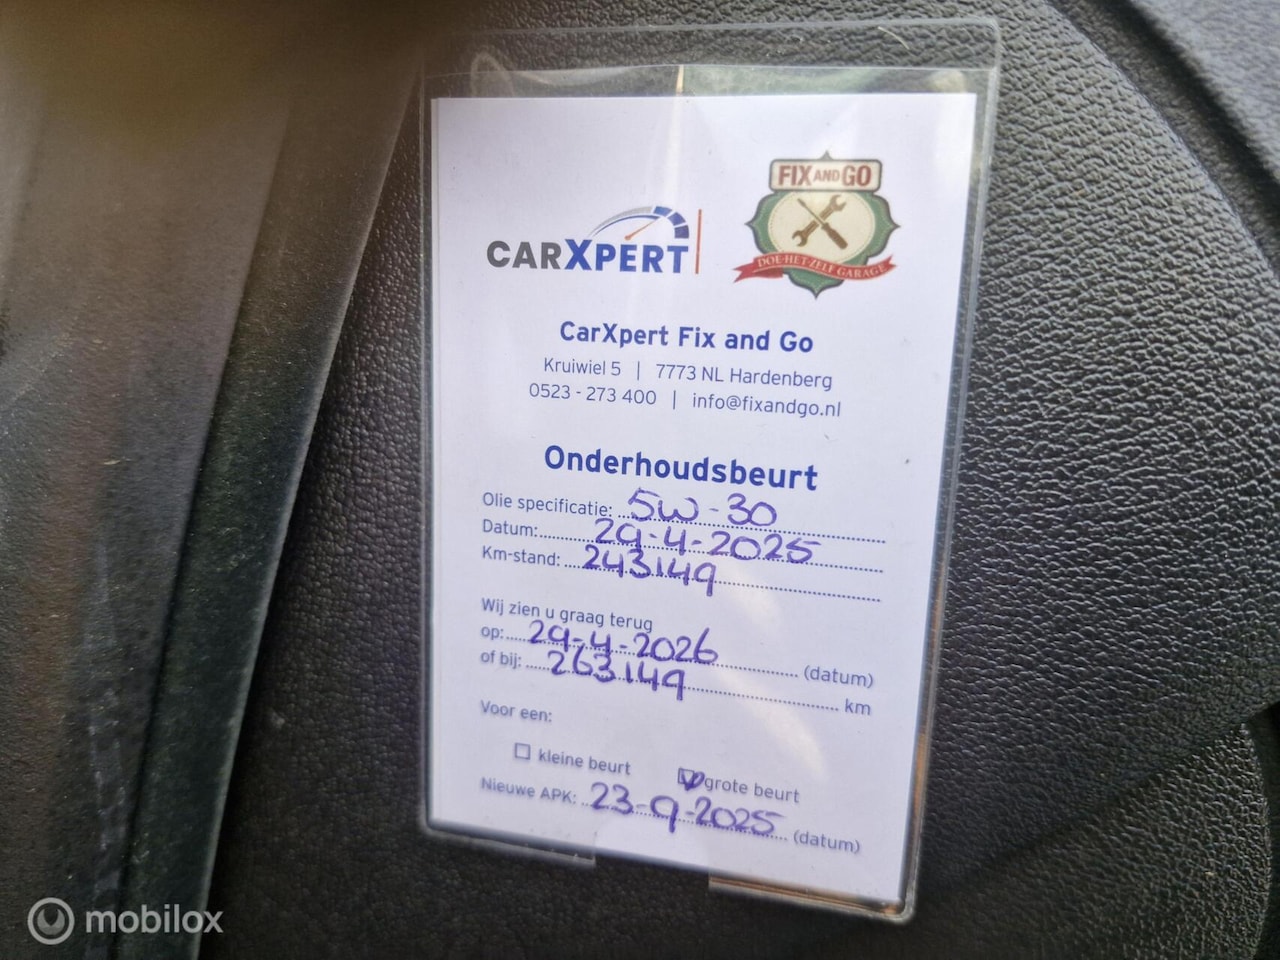 FIX AND GO
DOE-HET-ZELF GARAGE
CARXPERT
CarXpert Fix and Go
Kruiwiel 5 | 7773 NL Hardenberg
0523 - 273 400 | info@fixandgo.nl
Onderhoudsbeurt
Olie specificatie: 5W-30
Datum: 29-4-2025
Km-stand: 243149
Wij zien u graag terug
op: 29-4-2026 (datum)
of bij: 263149 km
Voor een:
kleine beurt grote beurt
Nieuwe APK: 23-9-2025 (datum)
mobilox